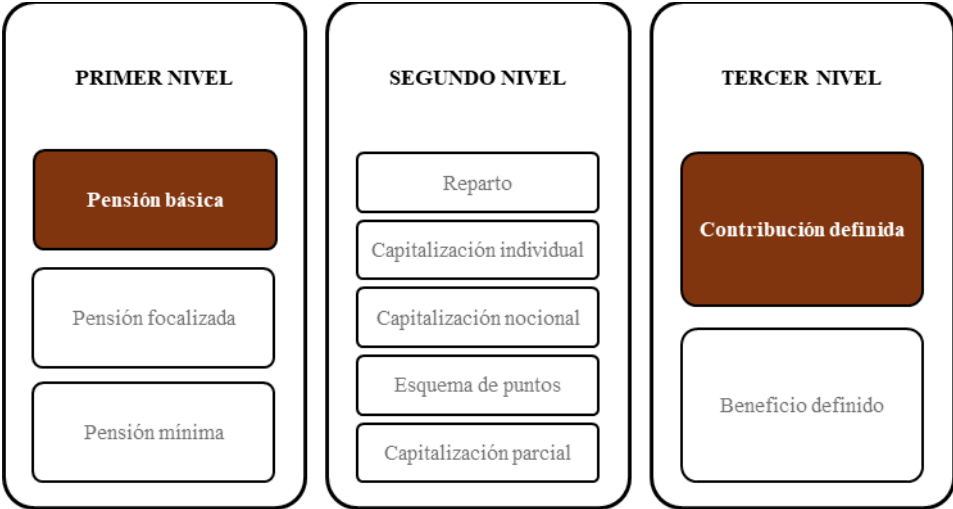 PRIMER NIVEL
Pensión básica
Pensión focalizada
Pensión mínima
SEGUNDO NIVEL
Reparto
Capitalización individual
Capitalización nocional
Esquema de puntos
Capitalización parcial
TERCER NIVEL
Contribución definida
Beneficio definido